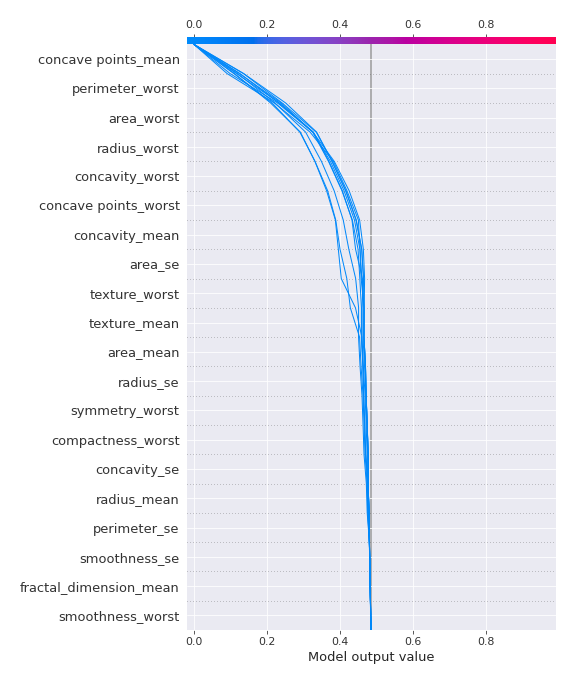 0.0 0.2 0.4 0.6 0.8
concave points_mean
perimeter_worst
area_worst
radius_worst
concavity_worst
concave points_worst
concavity_mean
area_se
texture_worst
texture_mean
area_mean
radius_se
symmetry_worst
compactness_worst
concavity_se
radius_mean
perimeter_se
smoothness_se
fractal_dimension_mean
smoothness_worst
0.0 0.2 0.4 0.6 0.8
Model output value